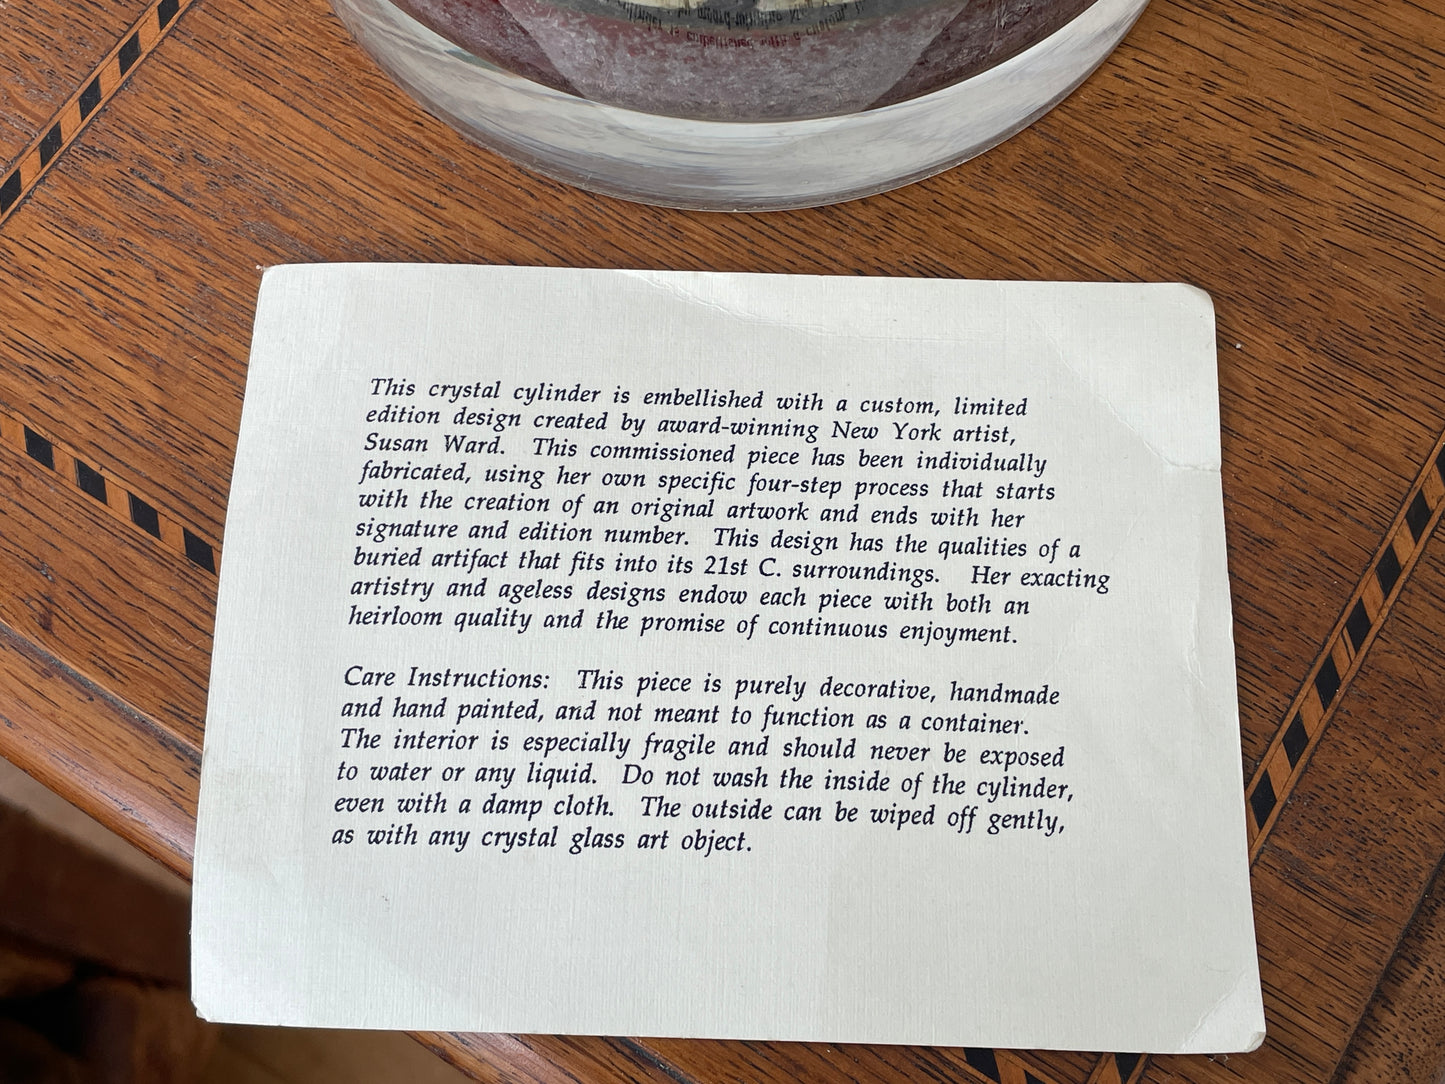 This crystal cylinder is embellished with a custom, limited
edition design created by award-winning New York artist,
Susan Ward. This commissioned piece has been individually
fabricated, using her own specific four-step process that starts
with the creation of an original artwork and ends with her
signature and edition number. This design has the qualities of a
buried artifact that fits into its 21st C. surroundings. Her exacting
artistry and ageless designs endow each piece with both an
heirloom quality and the promise of continuous enjoyment.
Care Instructions: This piece is purely decorative, handmade
and hand painted, and not meant to function as a container.
The interior is especially fragile and should never be exposed
to water or any liquid. Do not wash the inside of the cylinder,
even with a damp cloth. The outside can be wiped off gently,
as with any crystal glass art object.